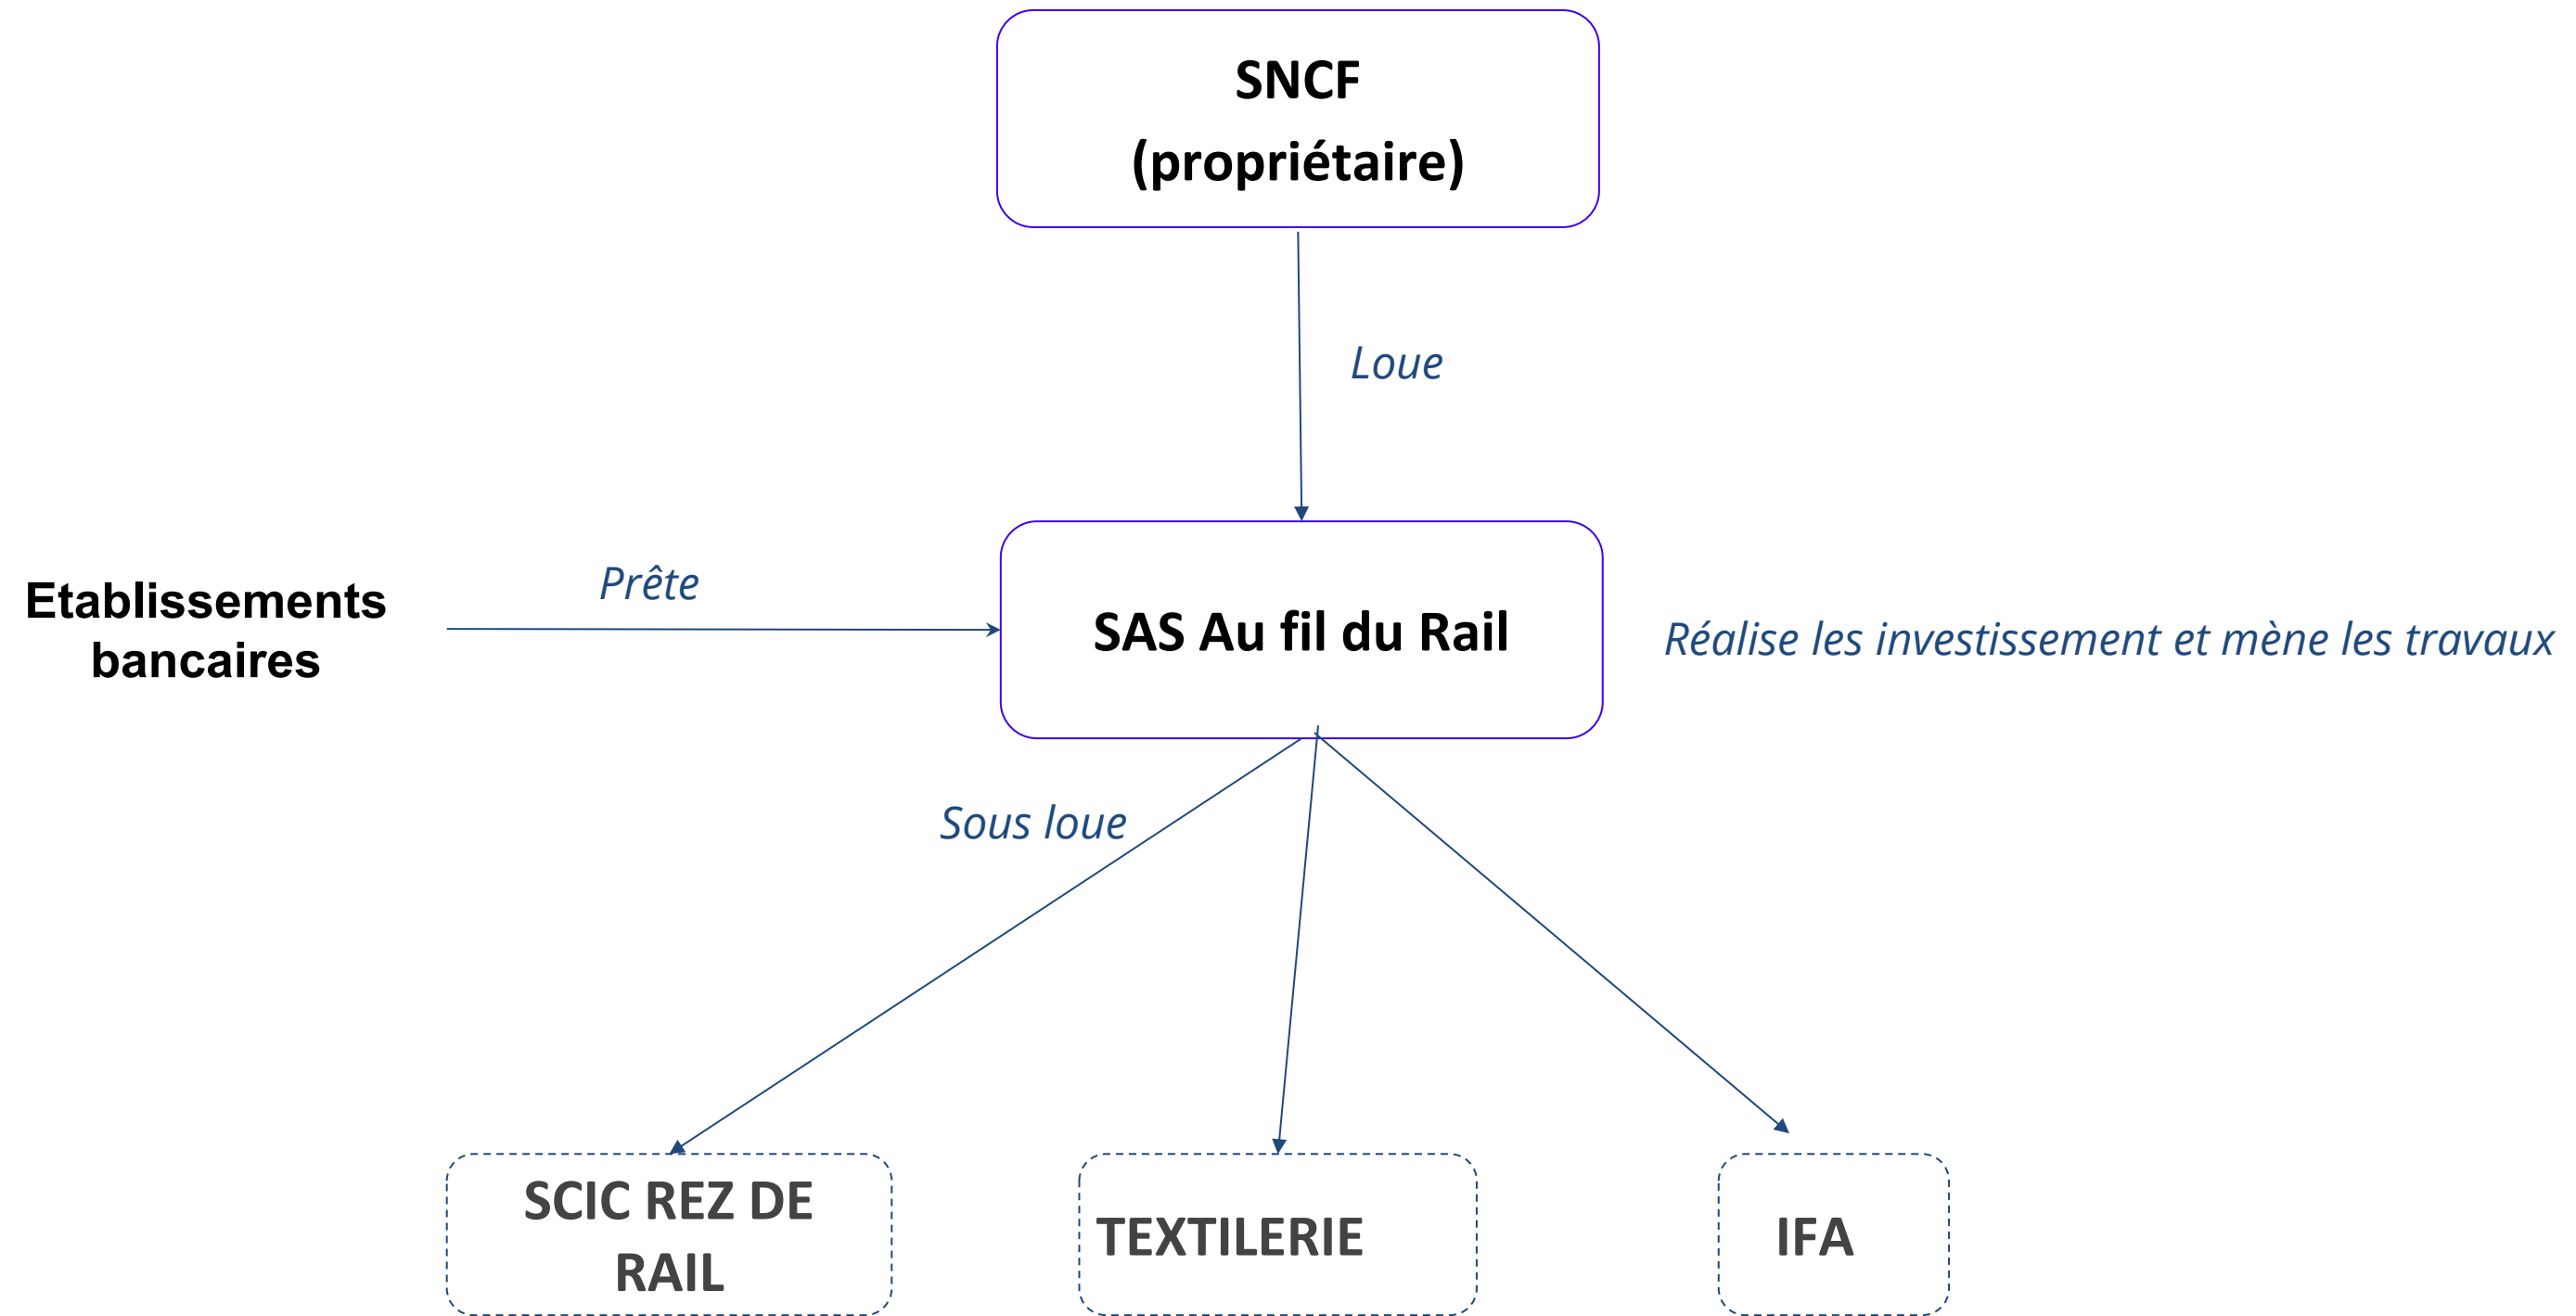 SNCF
(propriétaire)
Loue
Prête
Etablissements
bancaires
SAS Au fil du Rail
Réalise les investissement et mène les travaux
Sous loue
SCIC REZ DE
RAIL
TEXTILERIE
IFA